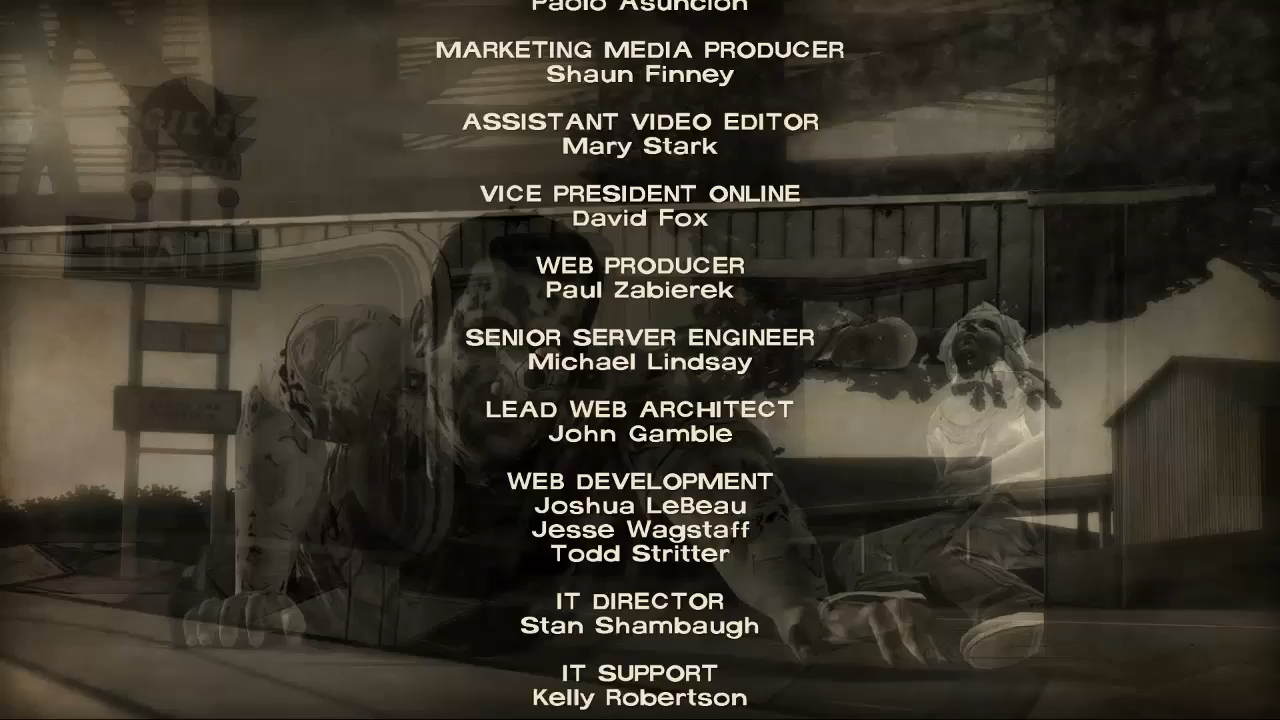 Paolo Asuncion
MARKETING MEDIA PRODUCER
Shaun Finney
ASSISTANT VIDEO EDITOR
Mary Stark
VICE PRESIDENT ONLINE
David Fox
WEB PRODUCER
Paul Zabierek
SENIOR SERVER ENGINEER
Michael Lindsay
LEAD WEB ARCHITECT
John Gamble
WEB DEVELOPMENT
Joshua LeBeau
Jesse Wagstaff
Todd Stritter
IT DIRECTOR
Stan Shambaugh
IT SUPPORT
Kelly Robertson